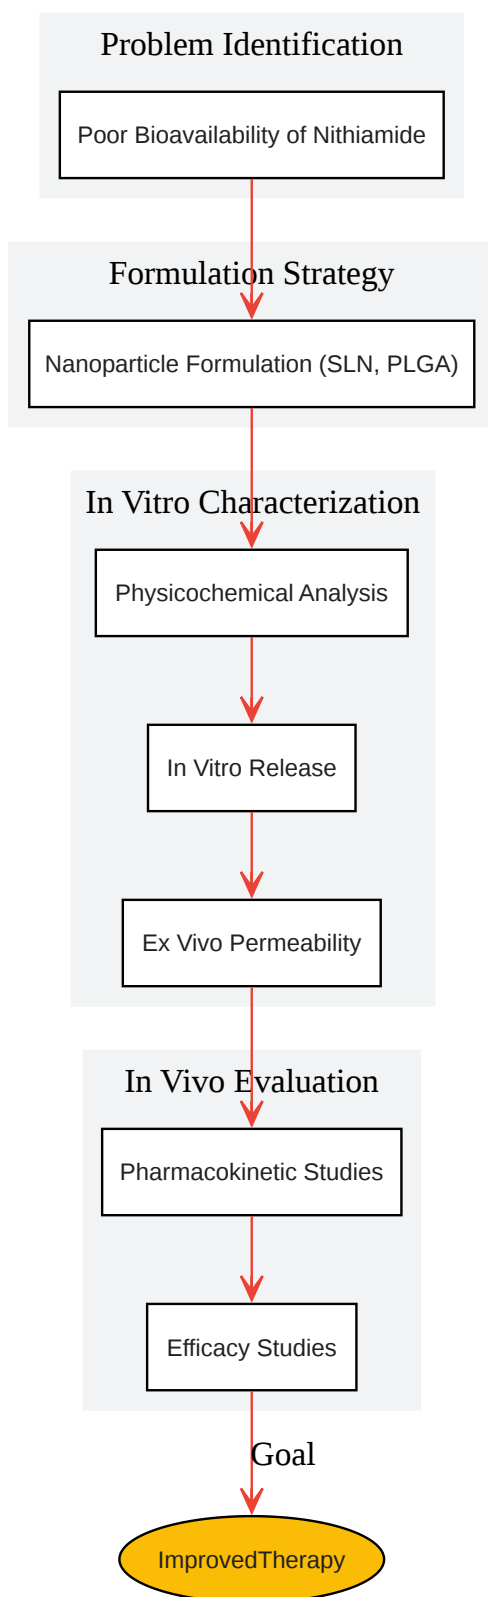 Problem Identification
Poor Bioavailability of Nithiamide
Formulation Strategy
Nanoparticle Formulation (SLN, PLGA)
In Vitro Characterization
Physicochemical Analysis
In Vitro Release
Ex Vivo Permeability
In Vivo Evaluation
Pharmacokinetic Studies
Efficacy Studies
Goal
ImprovedTherapy